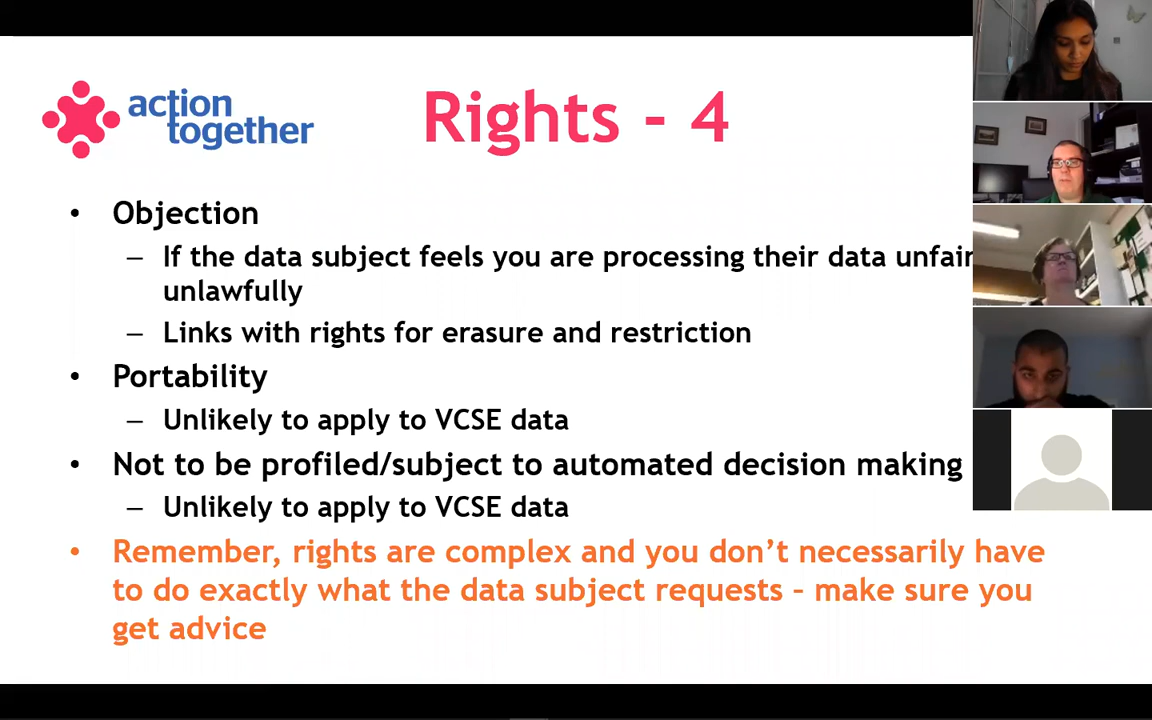 action
together
Rights - 4
• Objection
– If the data subject feels you are processing their data
unlawfully
– Links with rights for erasure and restriction
• Portability
– Unlikely to apply to VCSE data
• Not to be profiled/subject to automated decision making
– Unlikely to apply to VCSE data
• Remember, rights are complex and you don’t necessarily have
to do exactly what the data subject requests – make sure you
get advice